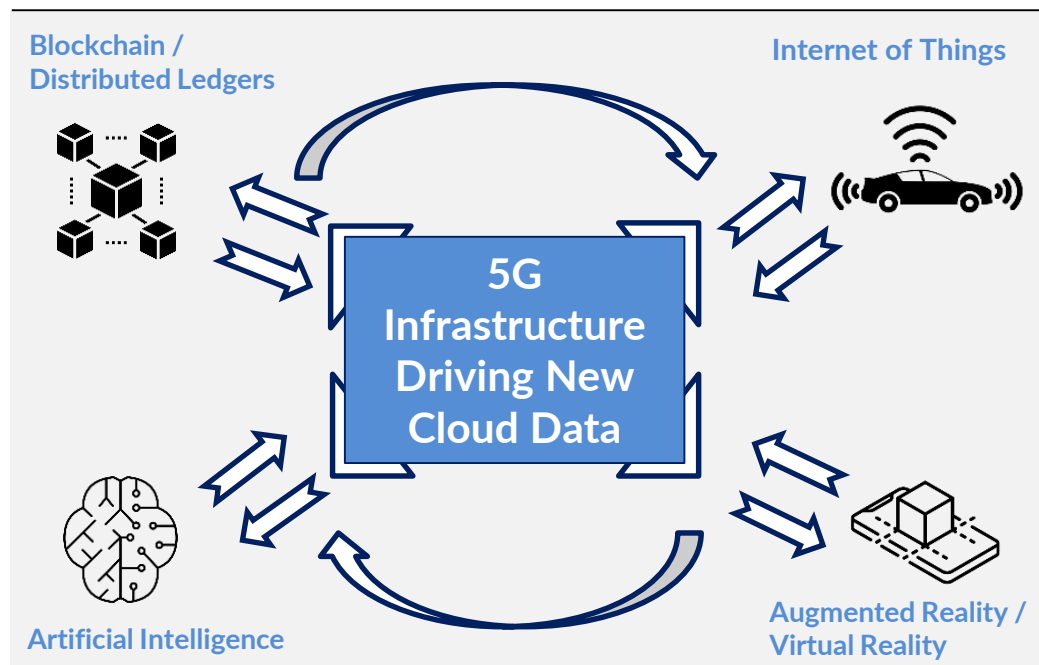 Blockchain /
Distributed Ledgers
Internet of Things
5G
Infrastructure
Driving New
Cloud Data
Artificial Intelligence
Augmented Reality /
Virtual Reality